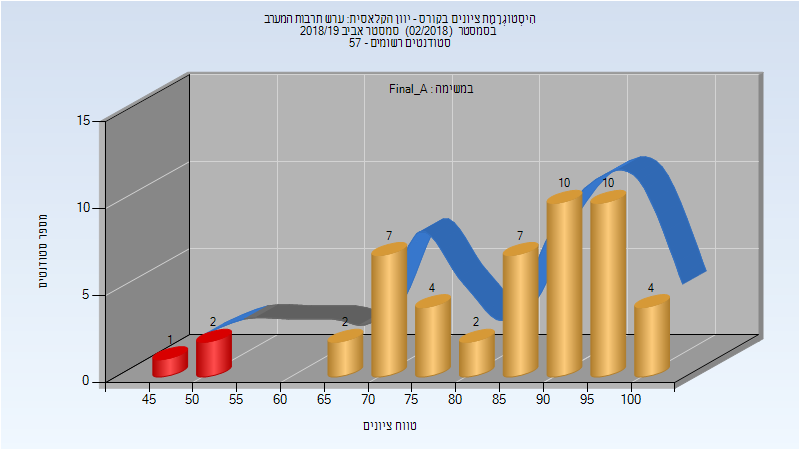 היסטוגרמת ציונים בקורס - יוון הקלאסית: ערש תרבות המערב
בסמסטר (02/2018) סמסטר אביב 2018/19
סטודנטים רשומים - 57
במשימה : Final_A
מספר סטודנטים
15
10
5
0
1
2
2
7
4
2
7
10
10
4
45 50 55 60 65 70 75 80 85 90 95 100
טווח ציונים